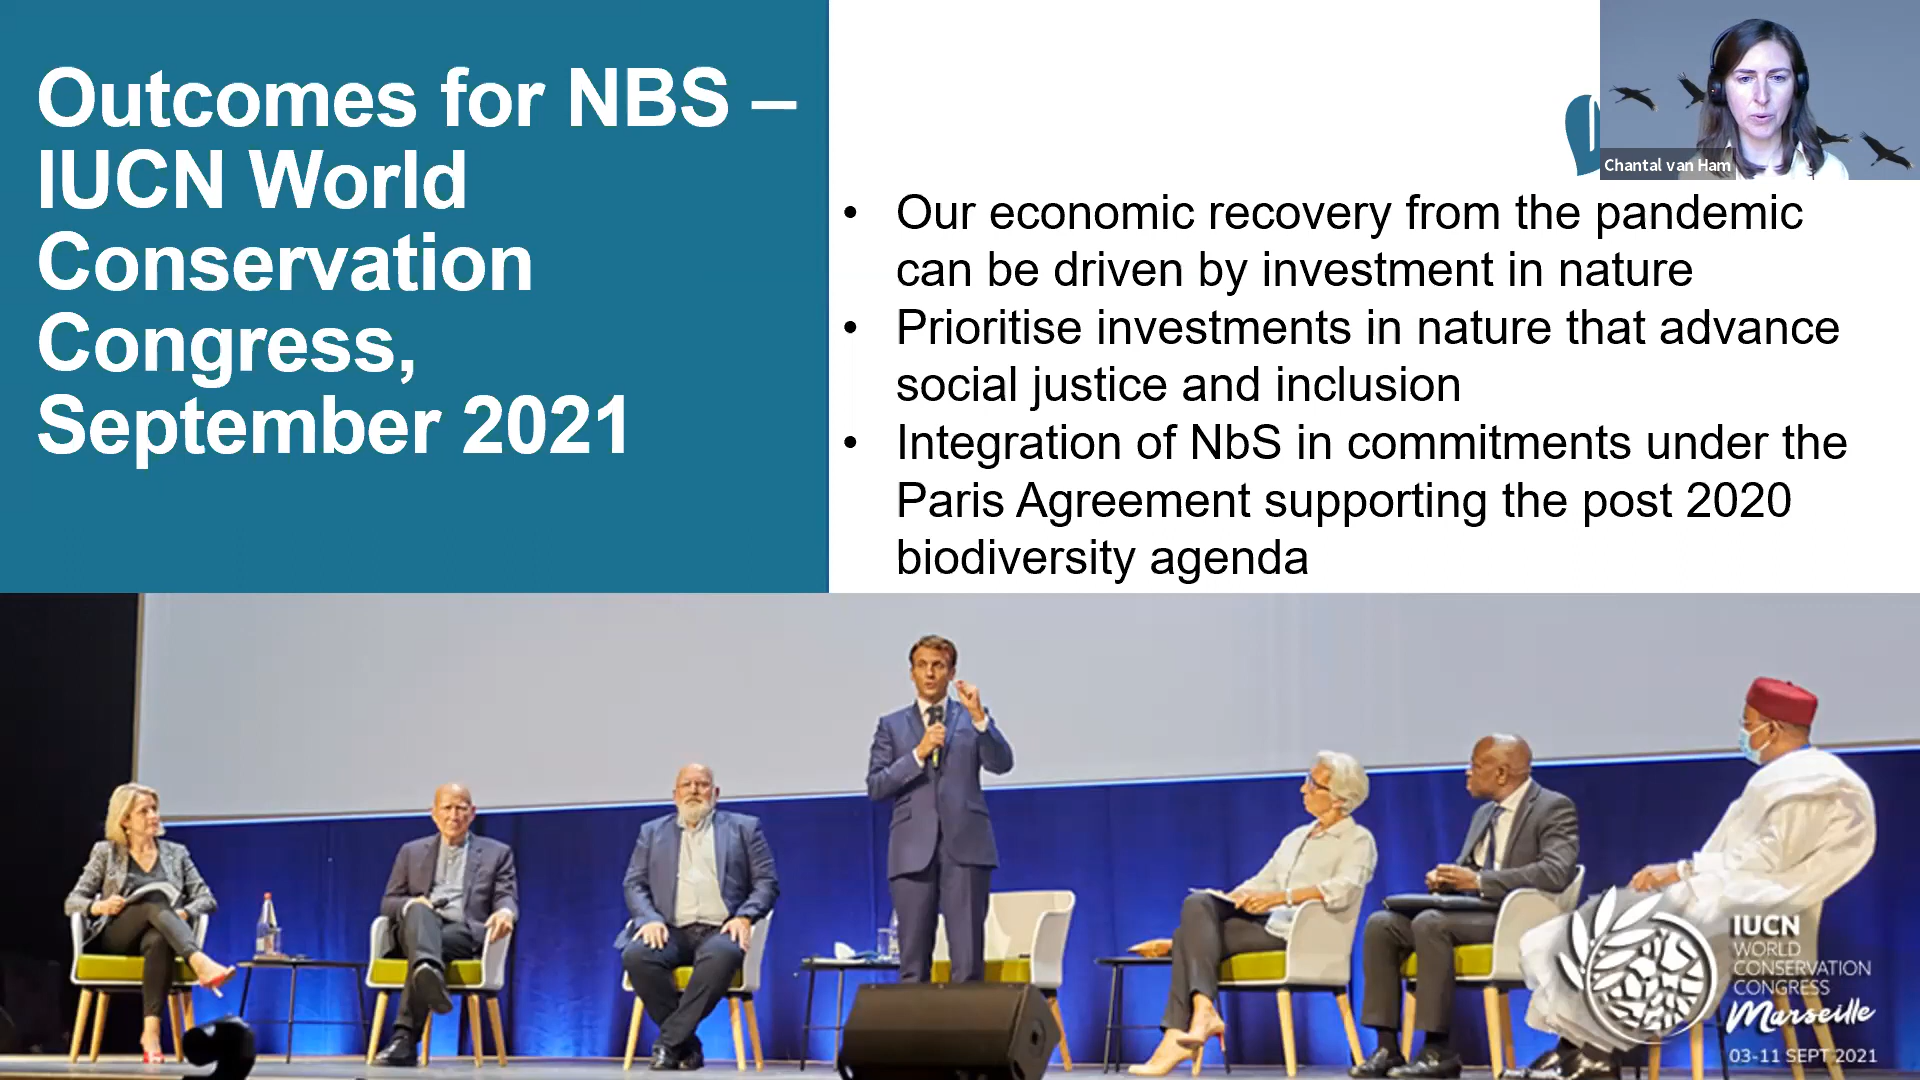 Outcomes for NBS –
IUCN World
Conservation
Congress,
September 2021
Chantal van Ham
• Our economic recovery from the pandemic
can be driven by investment in nature
• Prioritise investments in nature that advance
social justice and inclusion
• Integration of NbS in commitments under the
Paris Agreement supporting the post 2020
biodiversity agenda
IUCN
WORLD
CONSERVATION
CONGRESS
Marseille
03-11 SEPT 2021